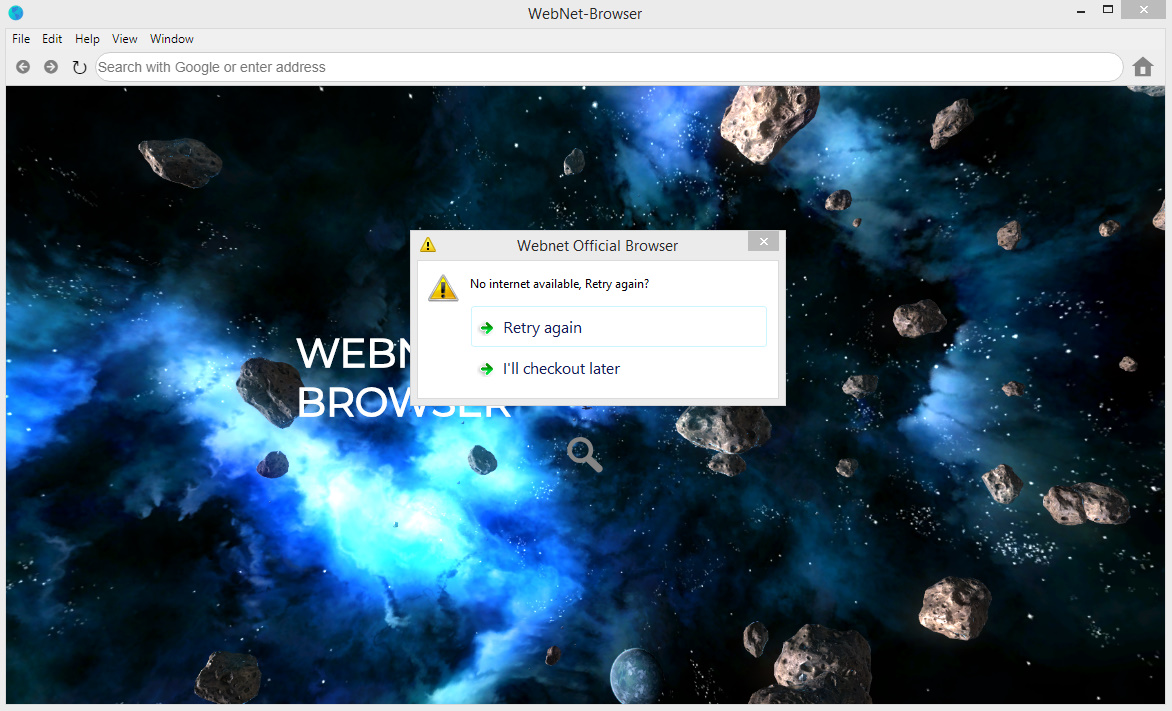 WebNet-Browser
File Edit Help View Window
Search with Google or enter address
Webnet Official Browser
No internet available, Retry again?
Retry again
I'll checkout later
WEBN
BROWSER